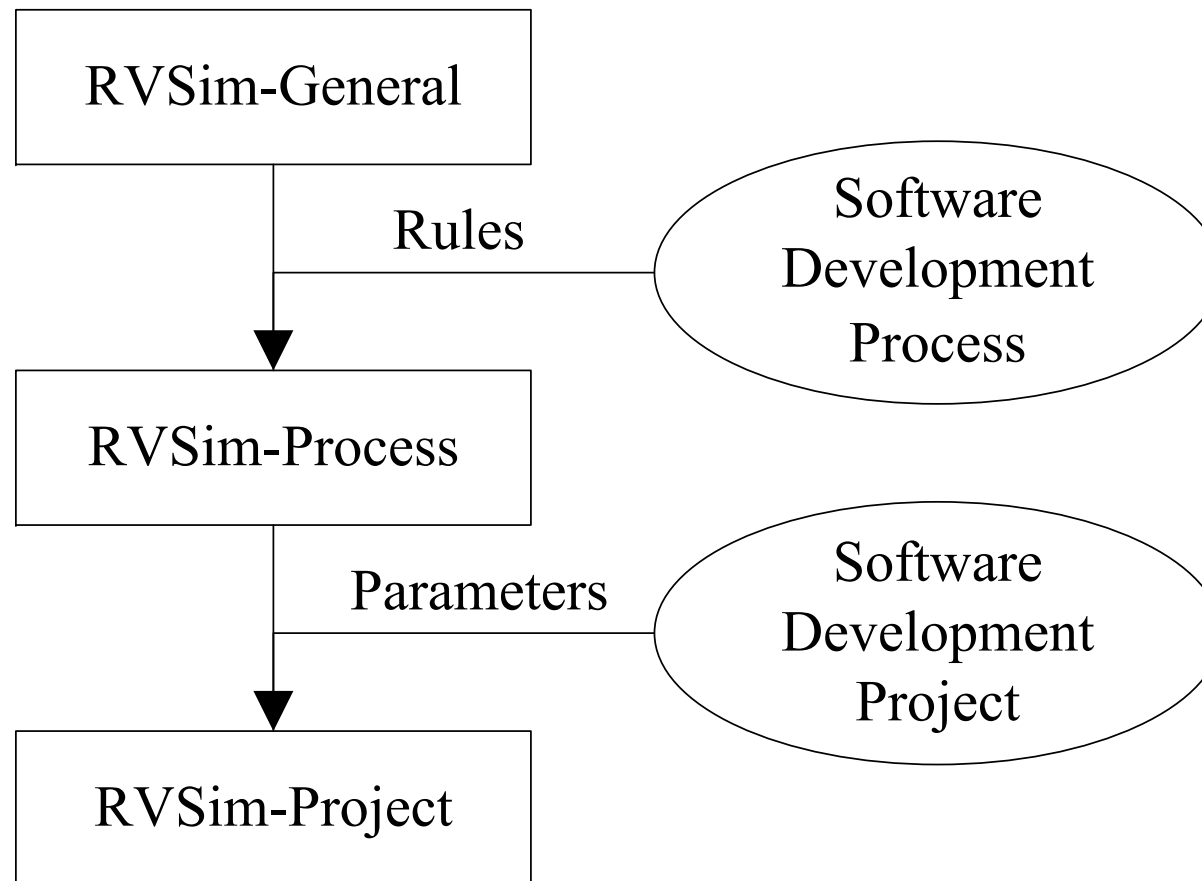 RVSim-General
Rules
Software
Development
Process
RVSim-Process
Parameters
Software
Development
Project
RVSim-Project